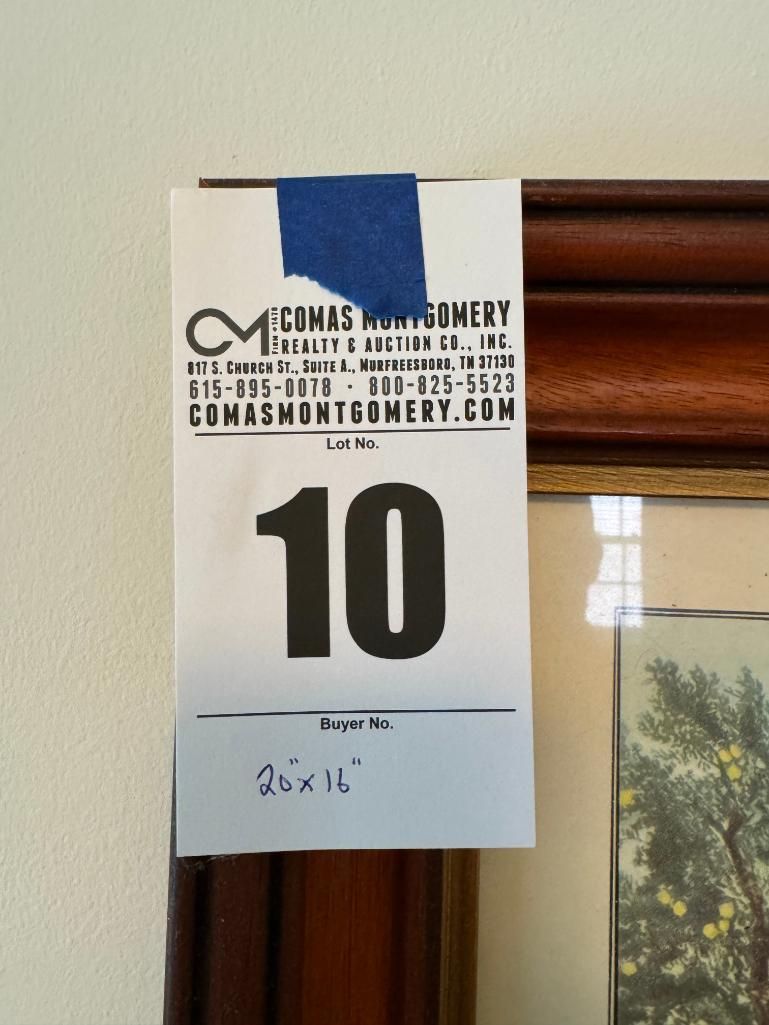 CM
FIRM #1478
COMAS MONTGOMERY
REALTY & AUCTION CO., INC.
817 S. CHURCH ST., SUITE A., MURFREESBORO, TN 37130
615-895-0078 · 800-825-5523
COMASMONTGOMERY.COM
Lot No.
10
Buyer No.
20" x 16"